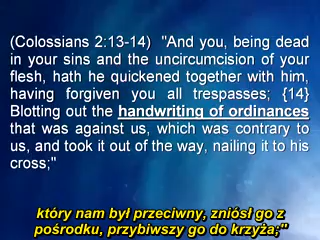 (Colossians 2:13-14) "And you, being dead
in your sins and the uncircumcision of your
flesh, hath he quickened together with him,
having forgiven you all trespasses; {14}
Blotting out the handwriting of ordinances
that was against us, which was contrary to
us, and took it out of the way, nailing it to his
cross;"
który nam był przeciwny, zniósł go z
pośrodku, przybiwszy go do krzyża;"